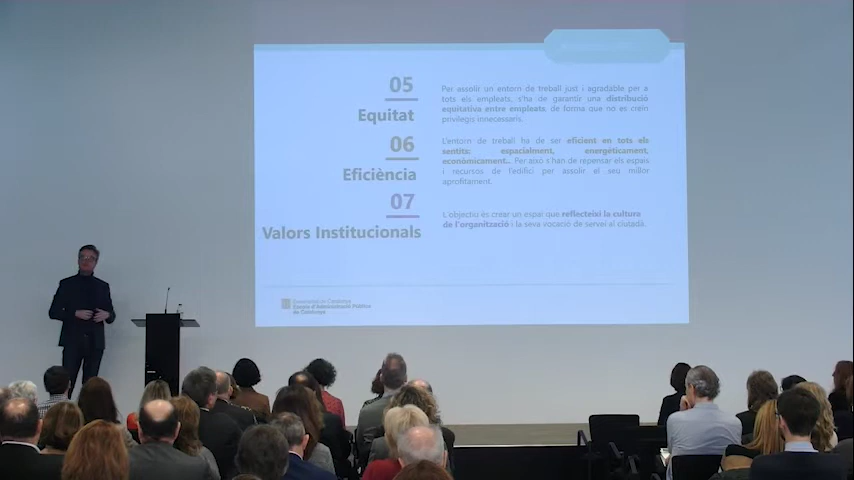 05
Equitat
Per assolir un entorn de treball just i agradable per a
tots els empleats, s'ha de garantir una distribució
equitativa entre empleats, de forma que no es creïn
privilegis innecessaris.
06
Eficiència
L'entorn de treball ha de ser eficient en tots els
sentits: espacialment, energèticament,
econòmicament... Per això s'han de repensar els espais
i recursos de l'edifici per assolir el seu millor
aprofitament.
07
Valors Institucionals
L'objectiu és crear un espai que reflecteixi la cultura
de l'organització i la seva vocació de servei al ciutadà.
Generalitat de Catalunya
Escola d'Administració Pública
de Catalunya